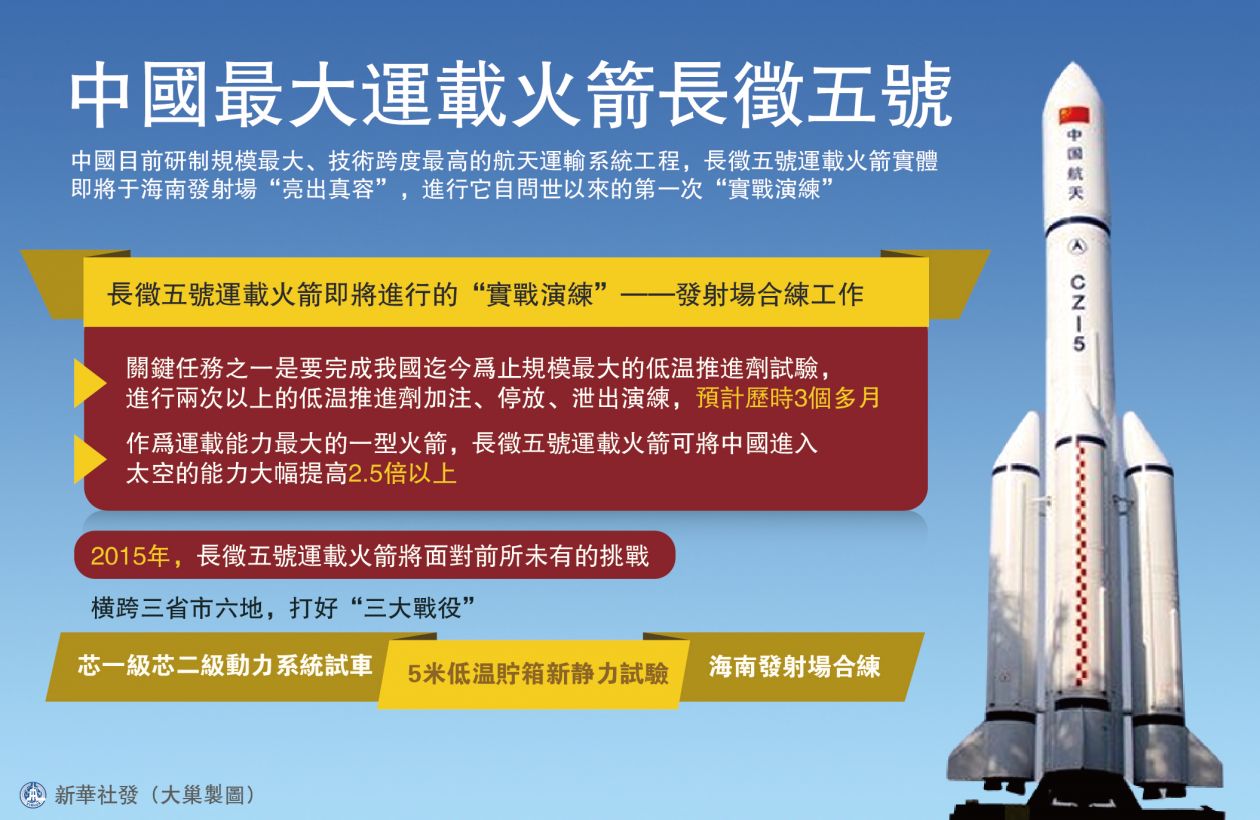 中國最大運載火箭長徵五號
中國目前研制規模最大、技術跨度最高的航天運輸系統工程，長徵五號運載火箭實體
即將于海南發射場“亮出真容”，進行它自問世以來的第一次“實戰演練”
長徵五號運載火箭即將進行的“實戰演練”——發射場合練工作
關鍵任務之一是要完成我國迄今爲止規模最大的低温推進劑試驗，
進行兩次以上的低温推進劑加注、停放、泄出演練，預計歷時3個多月
作爲運載能力最大的一型火箭，長徵五號運載火箭可將中國進入
太空的能力大幅提高2.5倍以上
2015年，長徵五號運載火箭將面對前所未有的挑戰
橫跨三省市六地，打好“三大戰役”
芯一級芯二級動力系統試車
5米低温貯箱新静力試驗
海南發射場合練
新華社發（大巢製圖）
中国航天
CZ-5